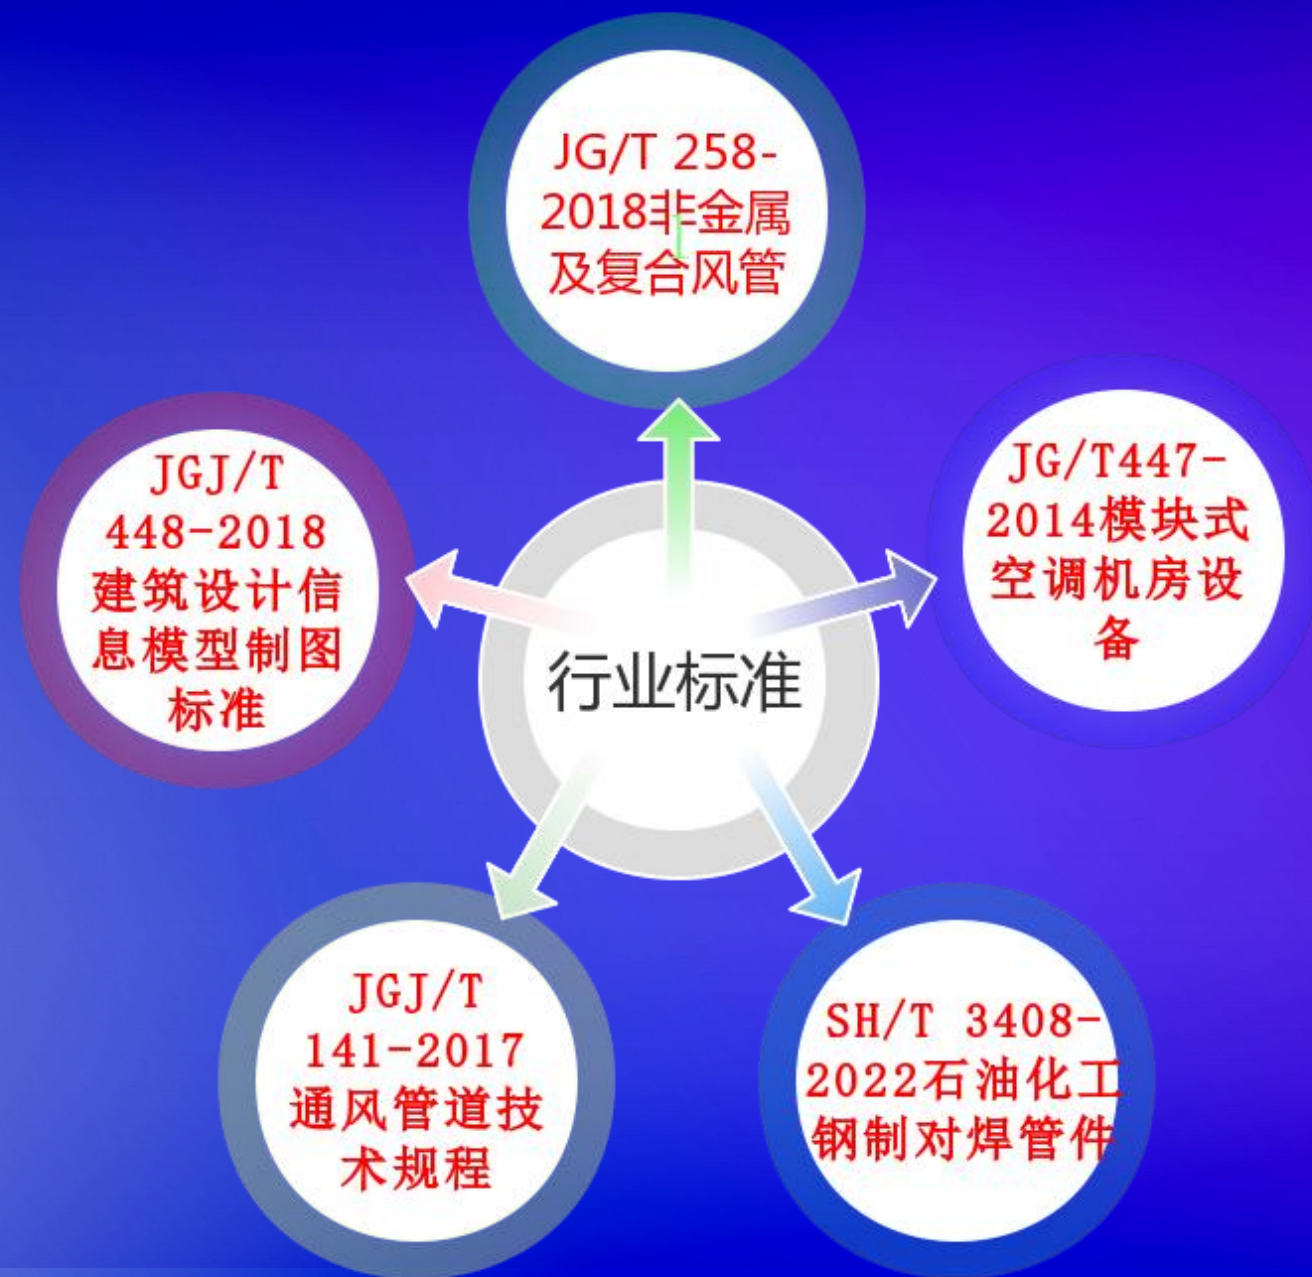 JG/T 258-
2018非金属
及复合风管
JGJ/T
448-2018
建筑设计信
息模型制图
标准
JG/T447-
2014模块式
空调机房设
备
行业标准
JGJ/T
141-2017
通风管道技
术规程
SH/T 3408-
2022石油化工
钢制对焊管件